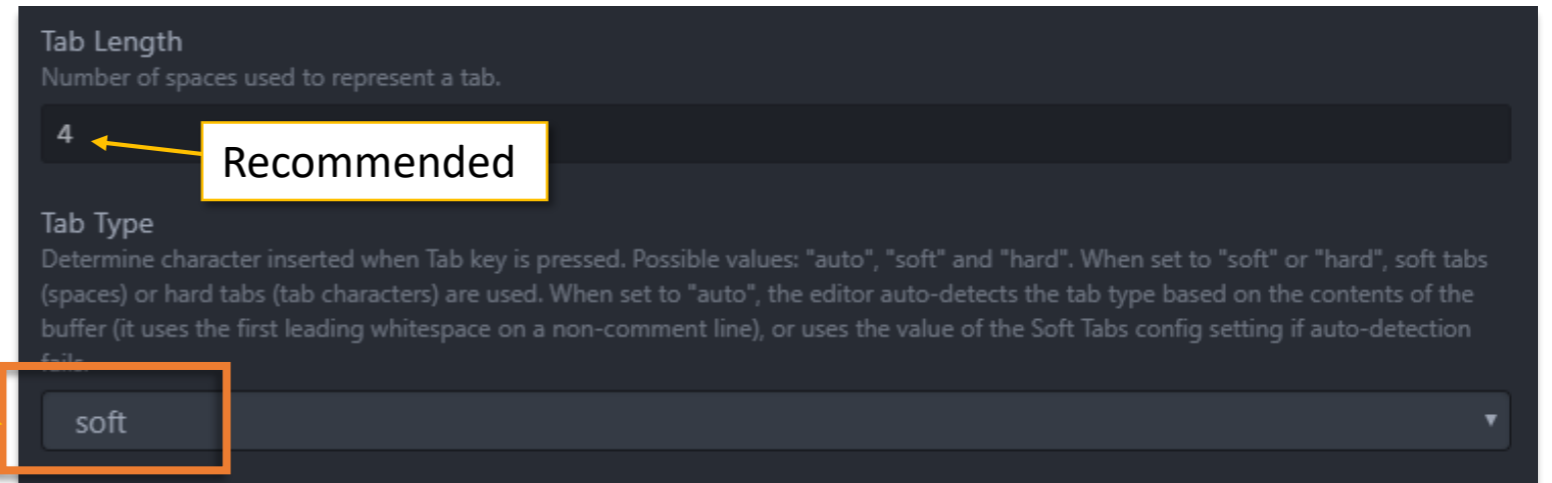 Tab Length
Number of spaces used to represent a tab.
4
Recommended
Tab Type
Determine character inserted when Tab key is pressed. Possible values: "auto", "soft" and "hard". When set to "soft" or "hard", soft tabs
(spaces) or hard tabs (tab characters) are used. When set to "auto", the editor auto-detects the tab type based on the contents of the
buffer (it uses the first leading whitespace on a non-comment line), or uses the value of the Soft Tabs config setting if auto-detection
fails.
soft